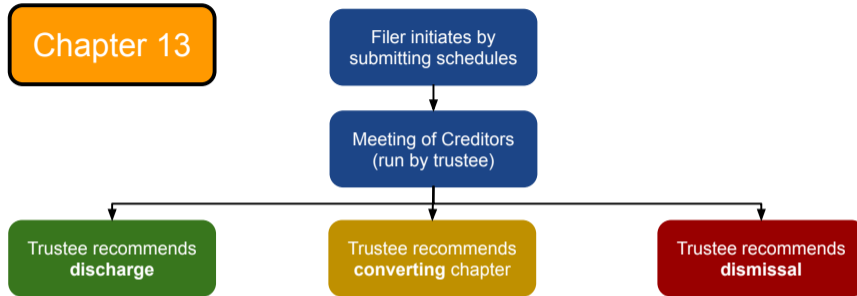 Chapter 13
Filer initiates by
submitting schedules
Meeting of Creditors
(run by trustee)
Trustee recommends
discharge
Trustee recommends
converting chapter
Trustee recommends
dismissal